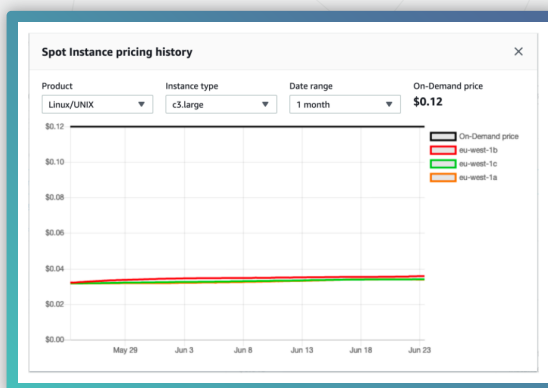 Spot Instance pricing history
Product
Instance type
Date range
On-Demand price
Linux/UNIX
c3.large
1 month
$0.12
$0.12
$0.10
$0.08
$0.06
$0.04
$0.02
$0.00
May 29
Jun 3
Jun 8
Jun 13
Jun 18
Jun 23
On-Demand price
eu-west-1b
eu-west-1c
eu-west-1a